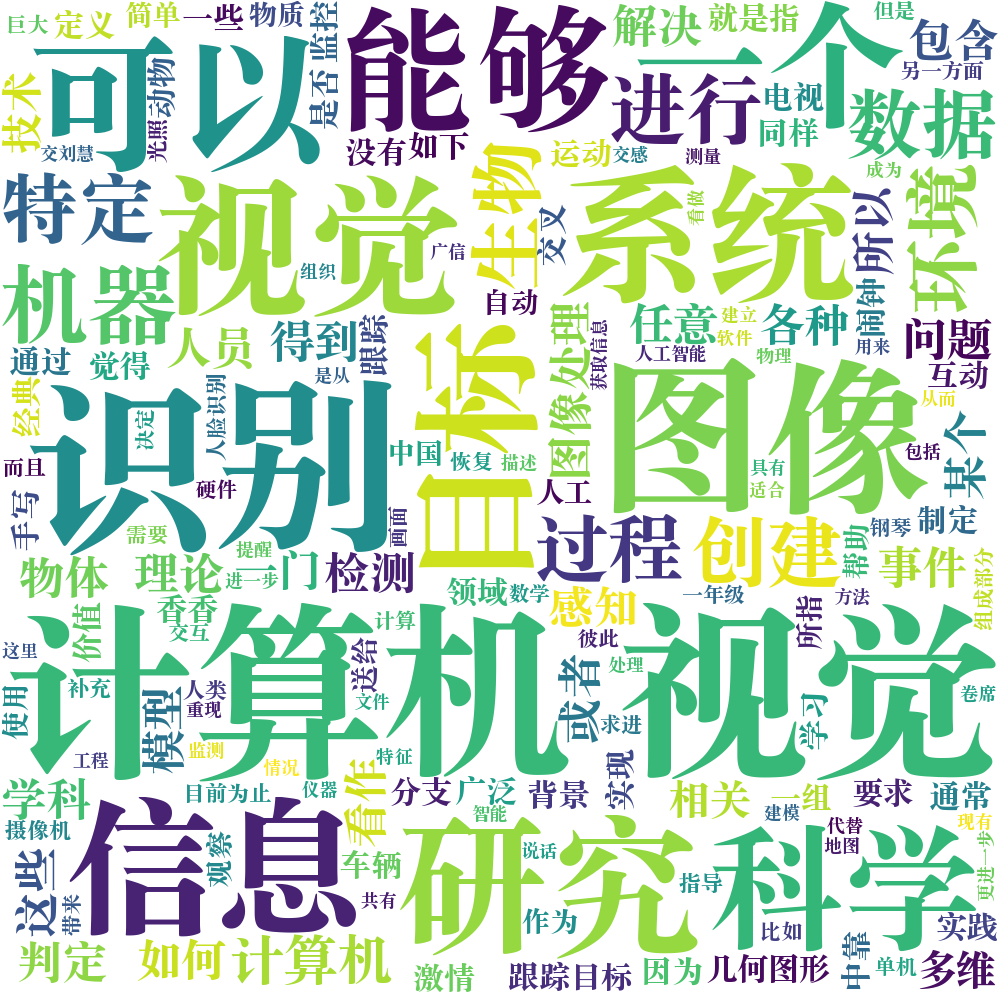 巨大
定义
简单
一些
物质
监控
能够
一个
解决
就是指
但是
包含
另一方面
可以
技术
动物
是否
进行
电视
数据
同样
交刘慧
光照
没有
如下
运动
交感
测量
成为
特定
视觉
生物
交叉
系统
看做
所以
环境
广信
组织
机器
自动
获取信息
任意
建立
软件
各种
闹钟
用来
问题
人员
得到
跟踪
目标
图像处理
人工智能
物理
互动
通过
觉得
是从
经典
识别
决定
人脸识别
图像
从而
某个
包括
中国
恢复
描述
具有
适合
而且
硬件
人工
手写
画面
过程
创建
钢琴
制定
需要
提醒
进一步
一门
检测
物体
理论
领域
数学
感知
一年级
帮助
方法
事件
组成部分
香香
交互
价值
计算
彼此
所指
这里
计算机视觉
送给
或者
处理
使用
补充
模型
人类
重现
文件
求进
学习
卷席
工程
监测
情况
特征
学科
目前为止
仪器
看作
分支
广泛
智能
背景
实现
相关
一组
建模
要求
通常
现有
摄像机
信息
研究
科学
代替
地图
更进一步
这些
带来
观察
车辆
共有
说话
指导
作为
比如
实践
判定
如何
计算机
激情
跟踪目标
因为
几何图形
中靠
单机
多维